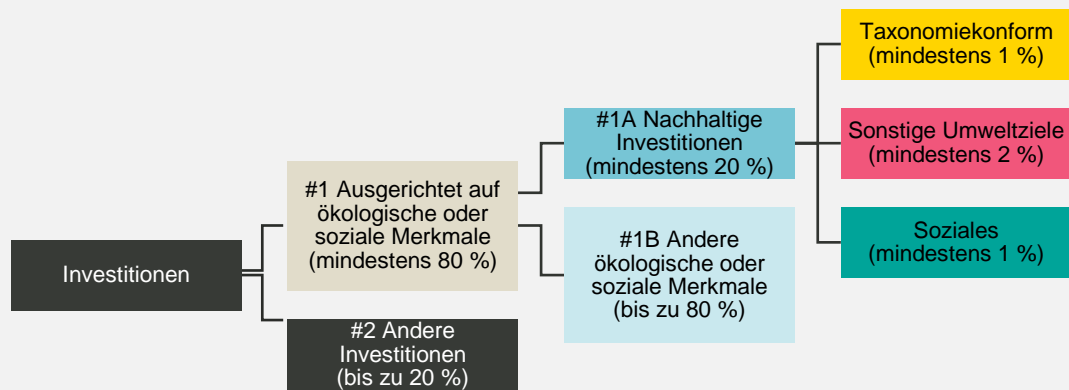 Investitionen
#1 Ausgerichtet auf
ökologische oder
soziale Merkmale
(mindestens 80 %)
#2 Andere
Investitionen
(bis zu 20 %)
#1A Nachhaltige
Investitionen
(mindestens 20 %)
#1B Andere
ökologische oder
soziale Merkmale
(bis zu 80 %)
Taxonomiekonform
(mindestens 1 %)
Sonstige Umweltziele
(mindestens 2 %)
Soziales
(mindestens 1 %)